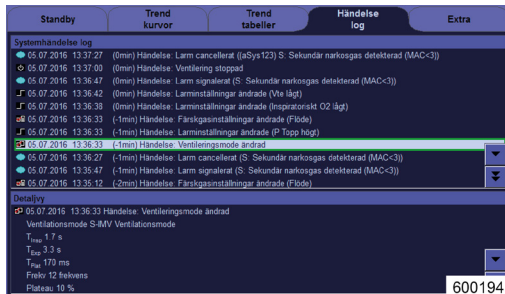 Standby
Trend kurvor
Trend tabeller
Händelse log
Extra
Systemhändelse log
05.07.2016 13:37:27 (0min) Händelse: Larm cancellerat ((aSys123) S: Sekundär narkosgas detekterad (MAC<3))
05.07.2016 13:37:00 (0min) Händelse: Ventilering stoppad
05.07.2016 13:36:47 (0min) Händelse: Larm signalerat (S: Sekundär narkosgas detekterad (MAC<3))
05.07.2016 13:36:42 (0min) Händelse: Larminställningar ändrade (Vte lågt)
05.07.2016 13:36:38 (0min) Händelse: Larminställningar ändrade (Inspiratoriskt O2 lågt)
05.07.2016 13:36:33 (-1min) Händelse: Färskgasinställningar ändrade (Flöde)
05.07.2016 13:36:33 (-1min) Händelse: Larminställningar ändrade (P Topp högt)
05.07.2016 13:36:33 (-1min) Händelse: Ventileringsmode ändrad
05.07.2016 13:36:27 (-1min) Händelse: Larm cancellerat (S: Sekundär narkosgas detekterad (MAC<3))
05.07.2016 13:35:47 (-1min) Händelse: Larm signalerat (S: Sekundär narkosgas detekterad (MAC<3))
05.07.2016 13:35:12 (-2min) Händelse: Färskgasinställningar ändrade (Flöde)
Detaljvy
05.07.2016 13:36:33 Händelse: Ventileringsmode ändrad
Ventilationsmode S-IMV Ventilationsmode
TInsp 1.7 s
TExp 3.3 s
TPlat 170 ms
Frekv 12 frekvens
Plateau 10 %
600194